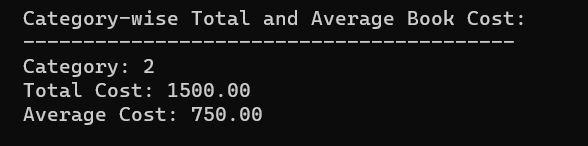 Category-wise Total and Average Book Cost:
-----------------------------------------
Category: 2
Total Cost: 1500.00
Average Cost: 750.00